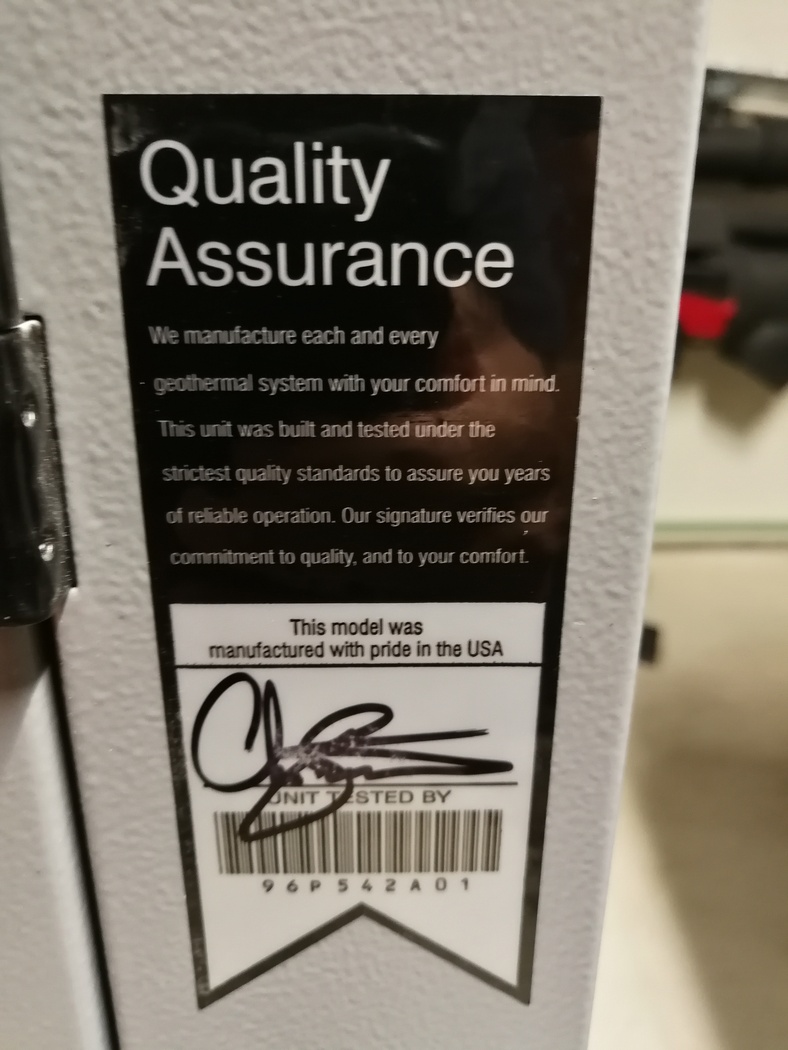 Quality
Assurance
We manufacture each and every
geothermal system with your comfort in mind.
This unit was built and tested under the
strictest quality standards to assure you years
of reliable operation. Our signature verifies our
commitment to quality, and to your comfort.
This model was
manufactured with pride in the USA
UNIT TESTED BY
96P542A01